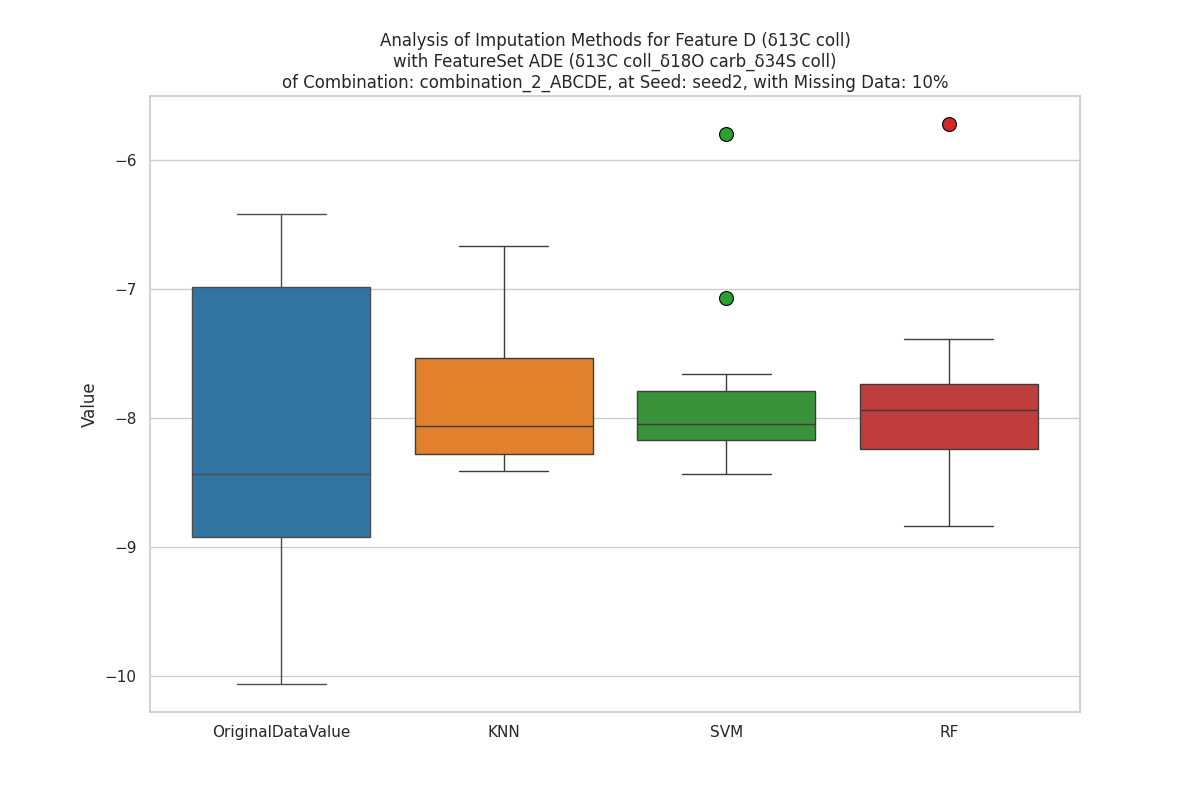 Analysis of Imputation Methods for Feature D (δ13C coll)
with FeatureSet ADE (δ13C coll_δ18O carb_δ34S coll)
of Combination: combination_2_ABCDE, at Seed: seed2, with Missing Data: 10%
−6
−7
−8
−9
−10
Value
OriginalDataValue
KNN
SVM
RF